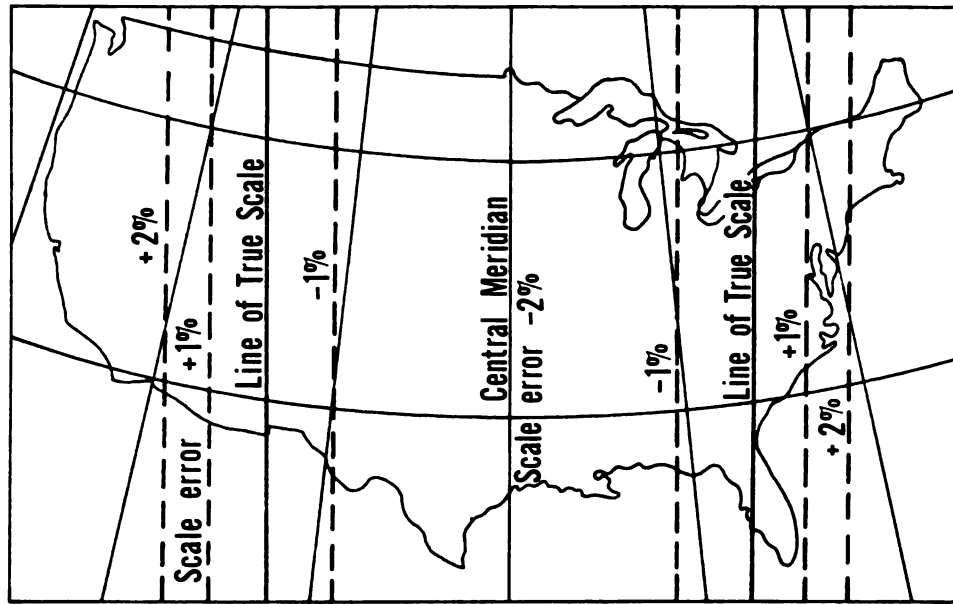 +2%
Scale error
+1%
Line of True Scale
-1%
Central Meridian
Scale error -2%
-1%
Line of True Scale
+1%
+2%